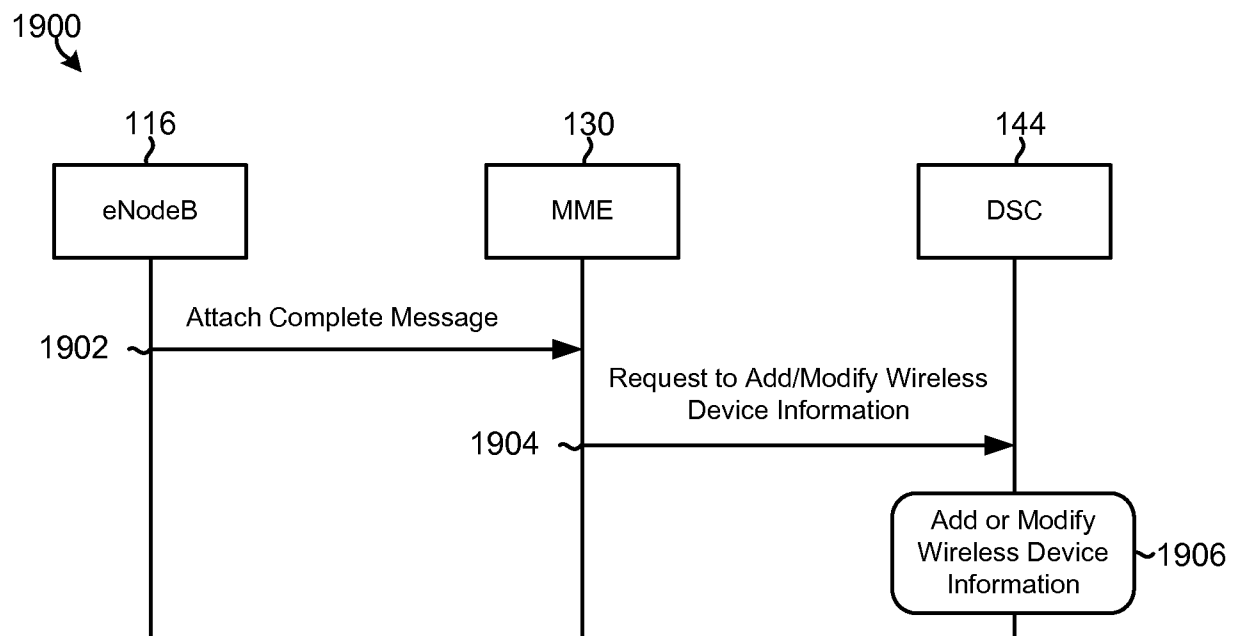 1900
116
130
144
eNodeB
MME
DSC
Attach Complete Message
1902
Request to Add/Modify Wireless
Device Information
1904
Add or Modify
Wireless Device
Information
1906